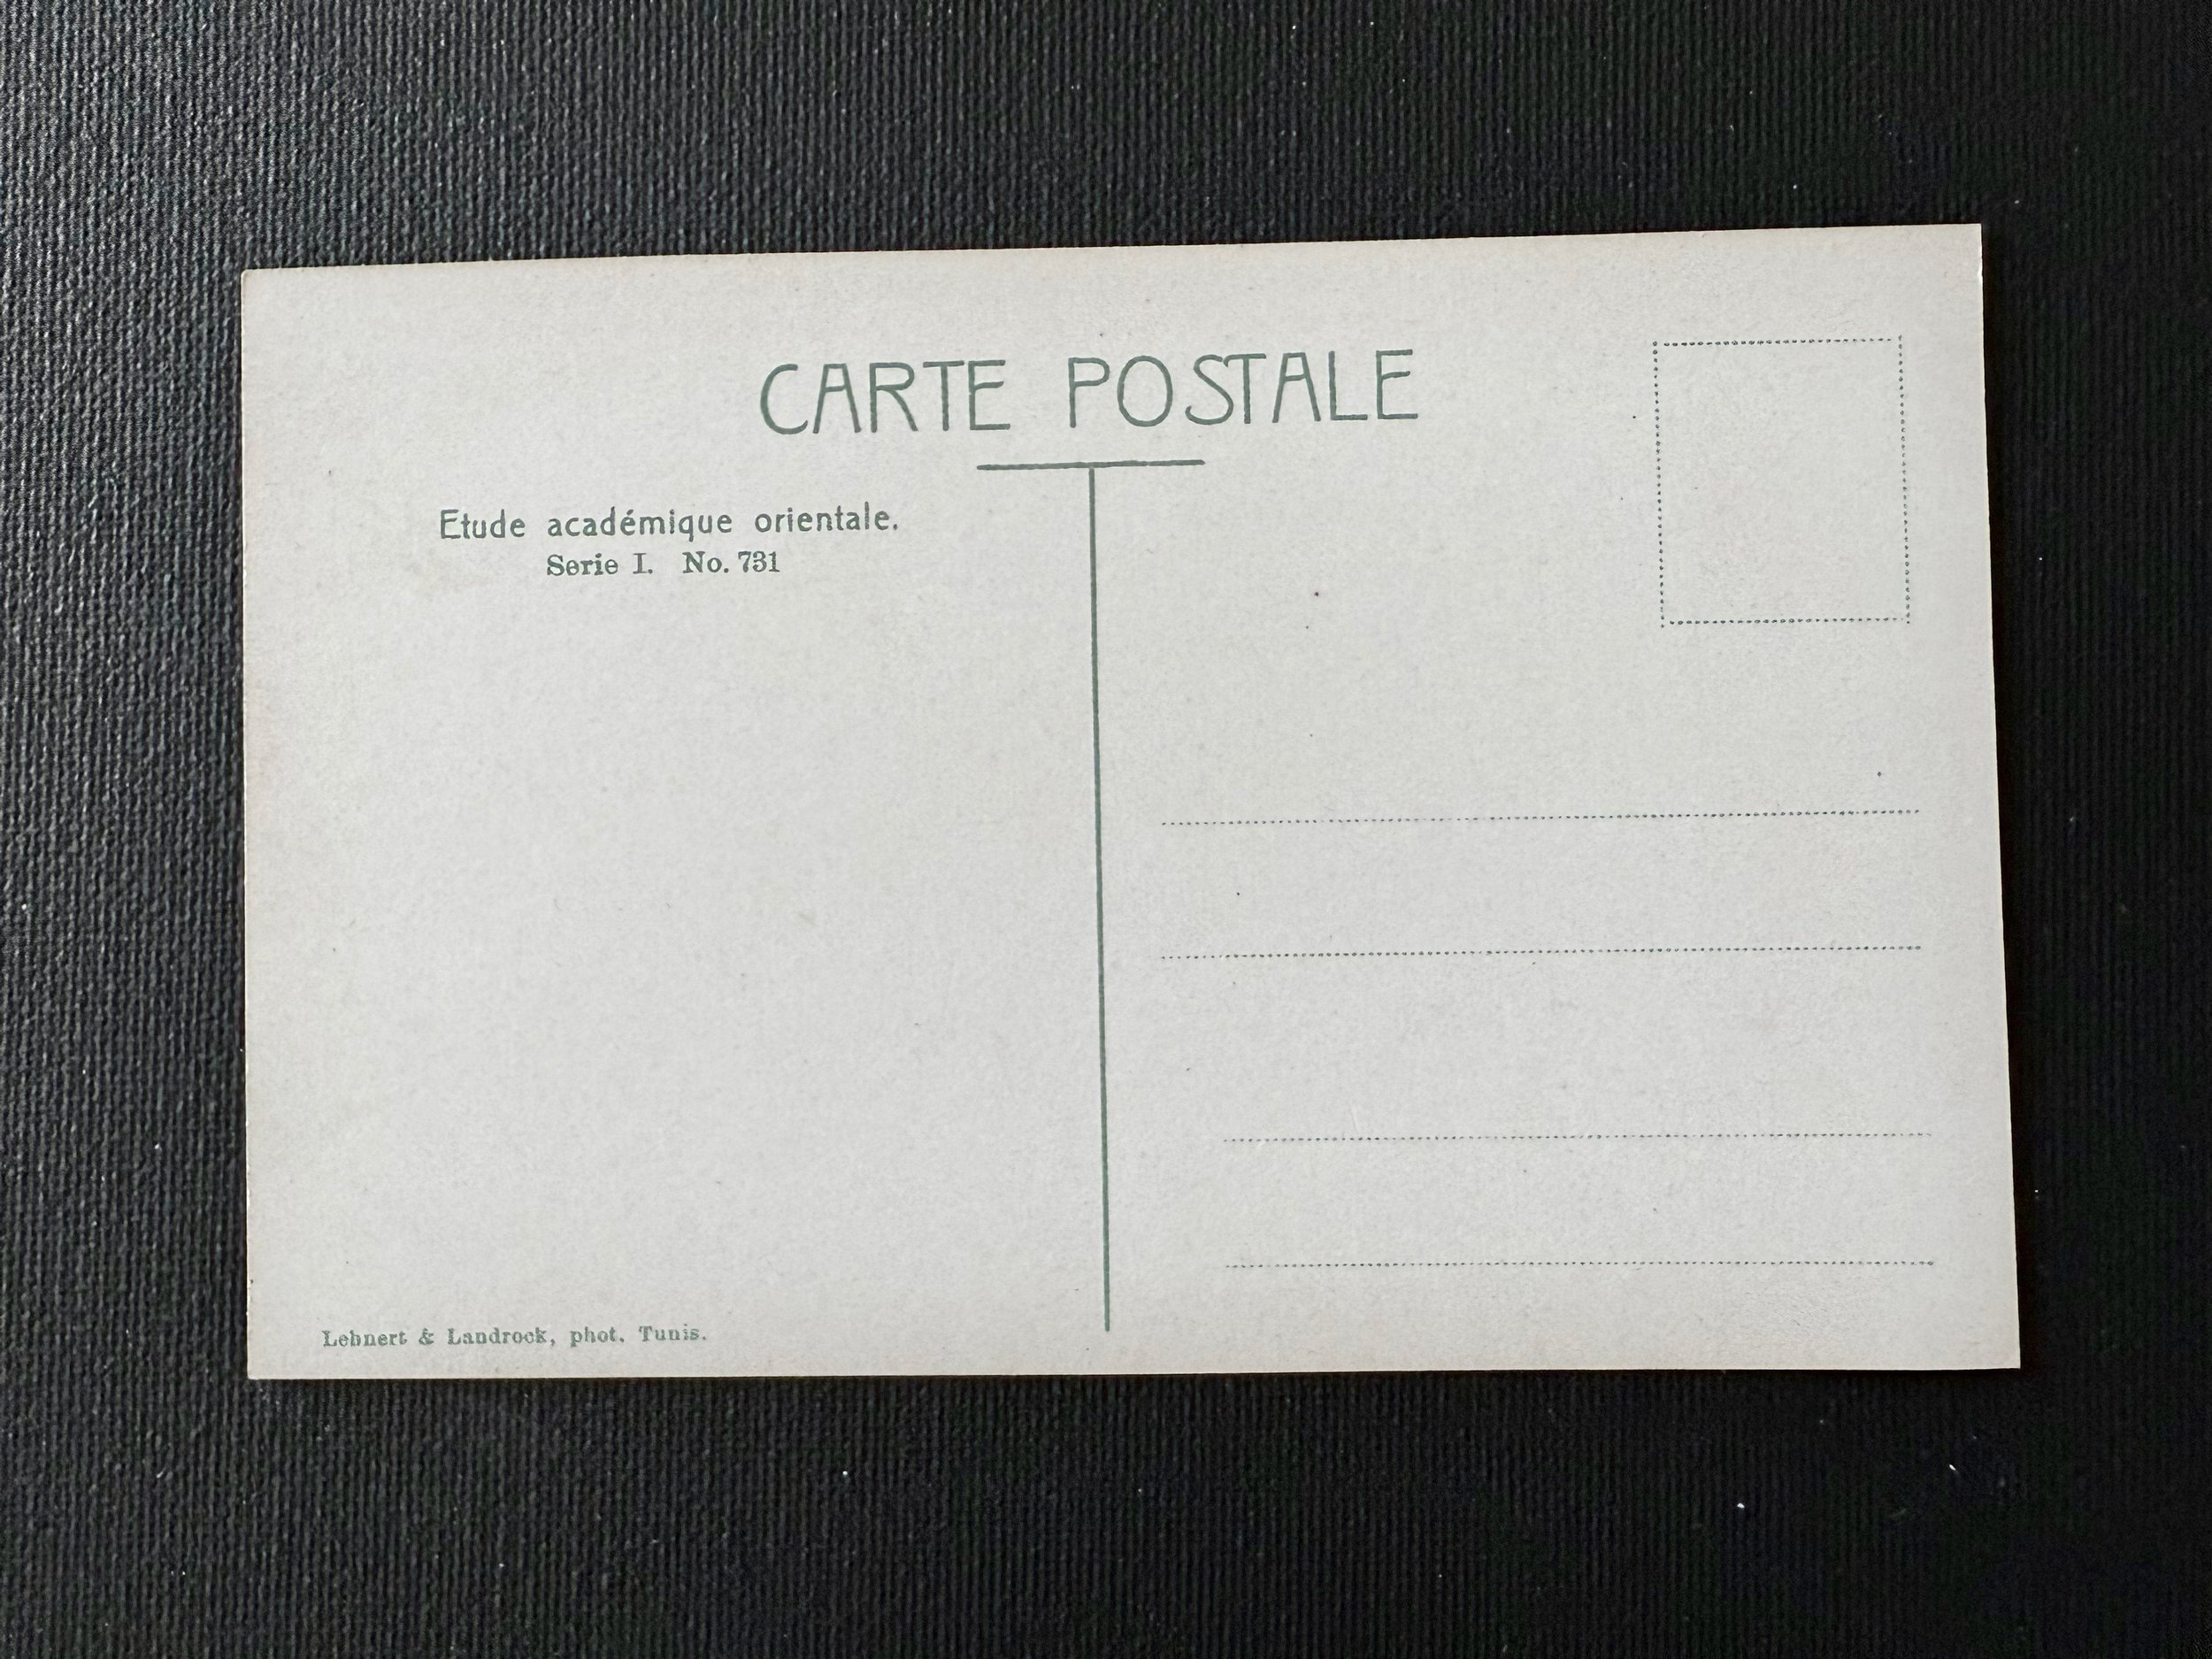 CARTE POSTALE
Etude académique orientale.
Serie I. No. 731
Lehnert & Landrock, phot. Tunis.